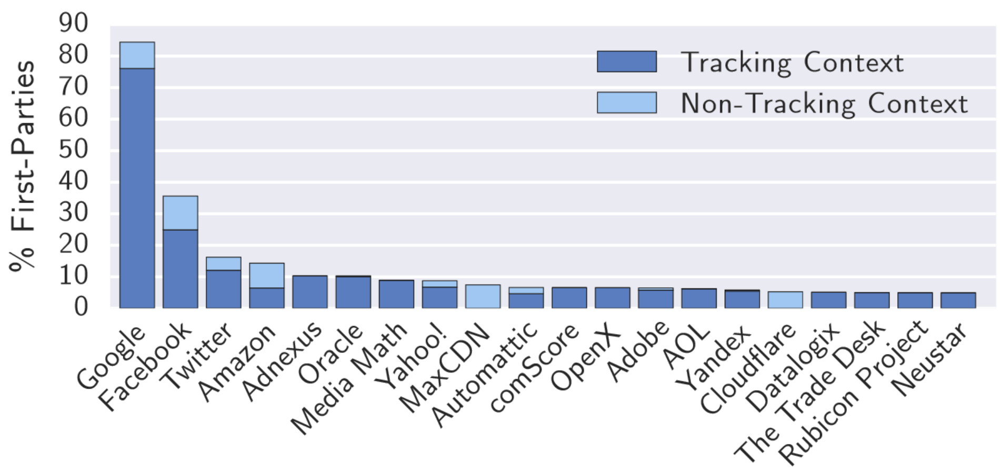 % First-Parties
90
80
70
60
50
40
30
20
10
0
Tracking Context
Non-Tracking Context
Google
Facebook
Twitter
Amazon
Adnexus
Oracle
Media Math
Yahoo!
MaxCDN
Automattic
comScore
OpenX
Adobe
AOL
Yandex
Cloudflare
Datalogix
The Trade Desk
Rubicon Project
Neustar